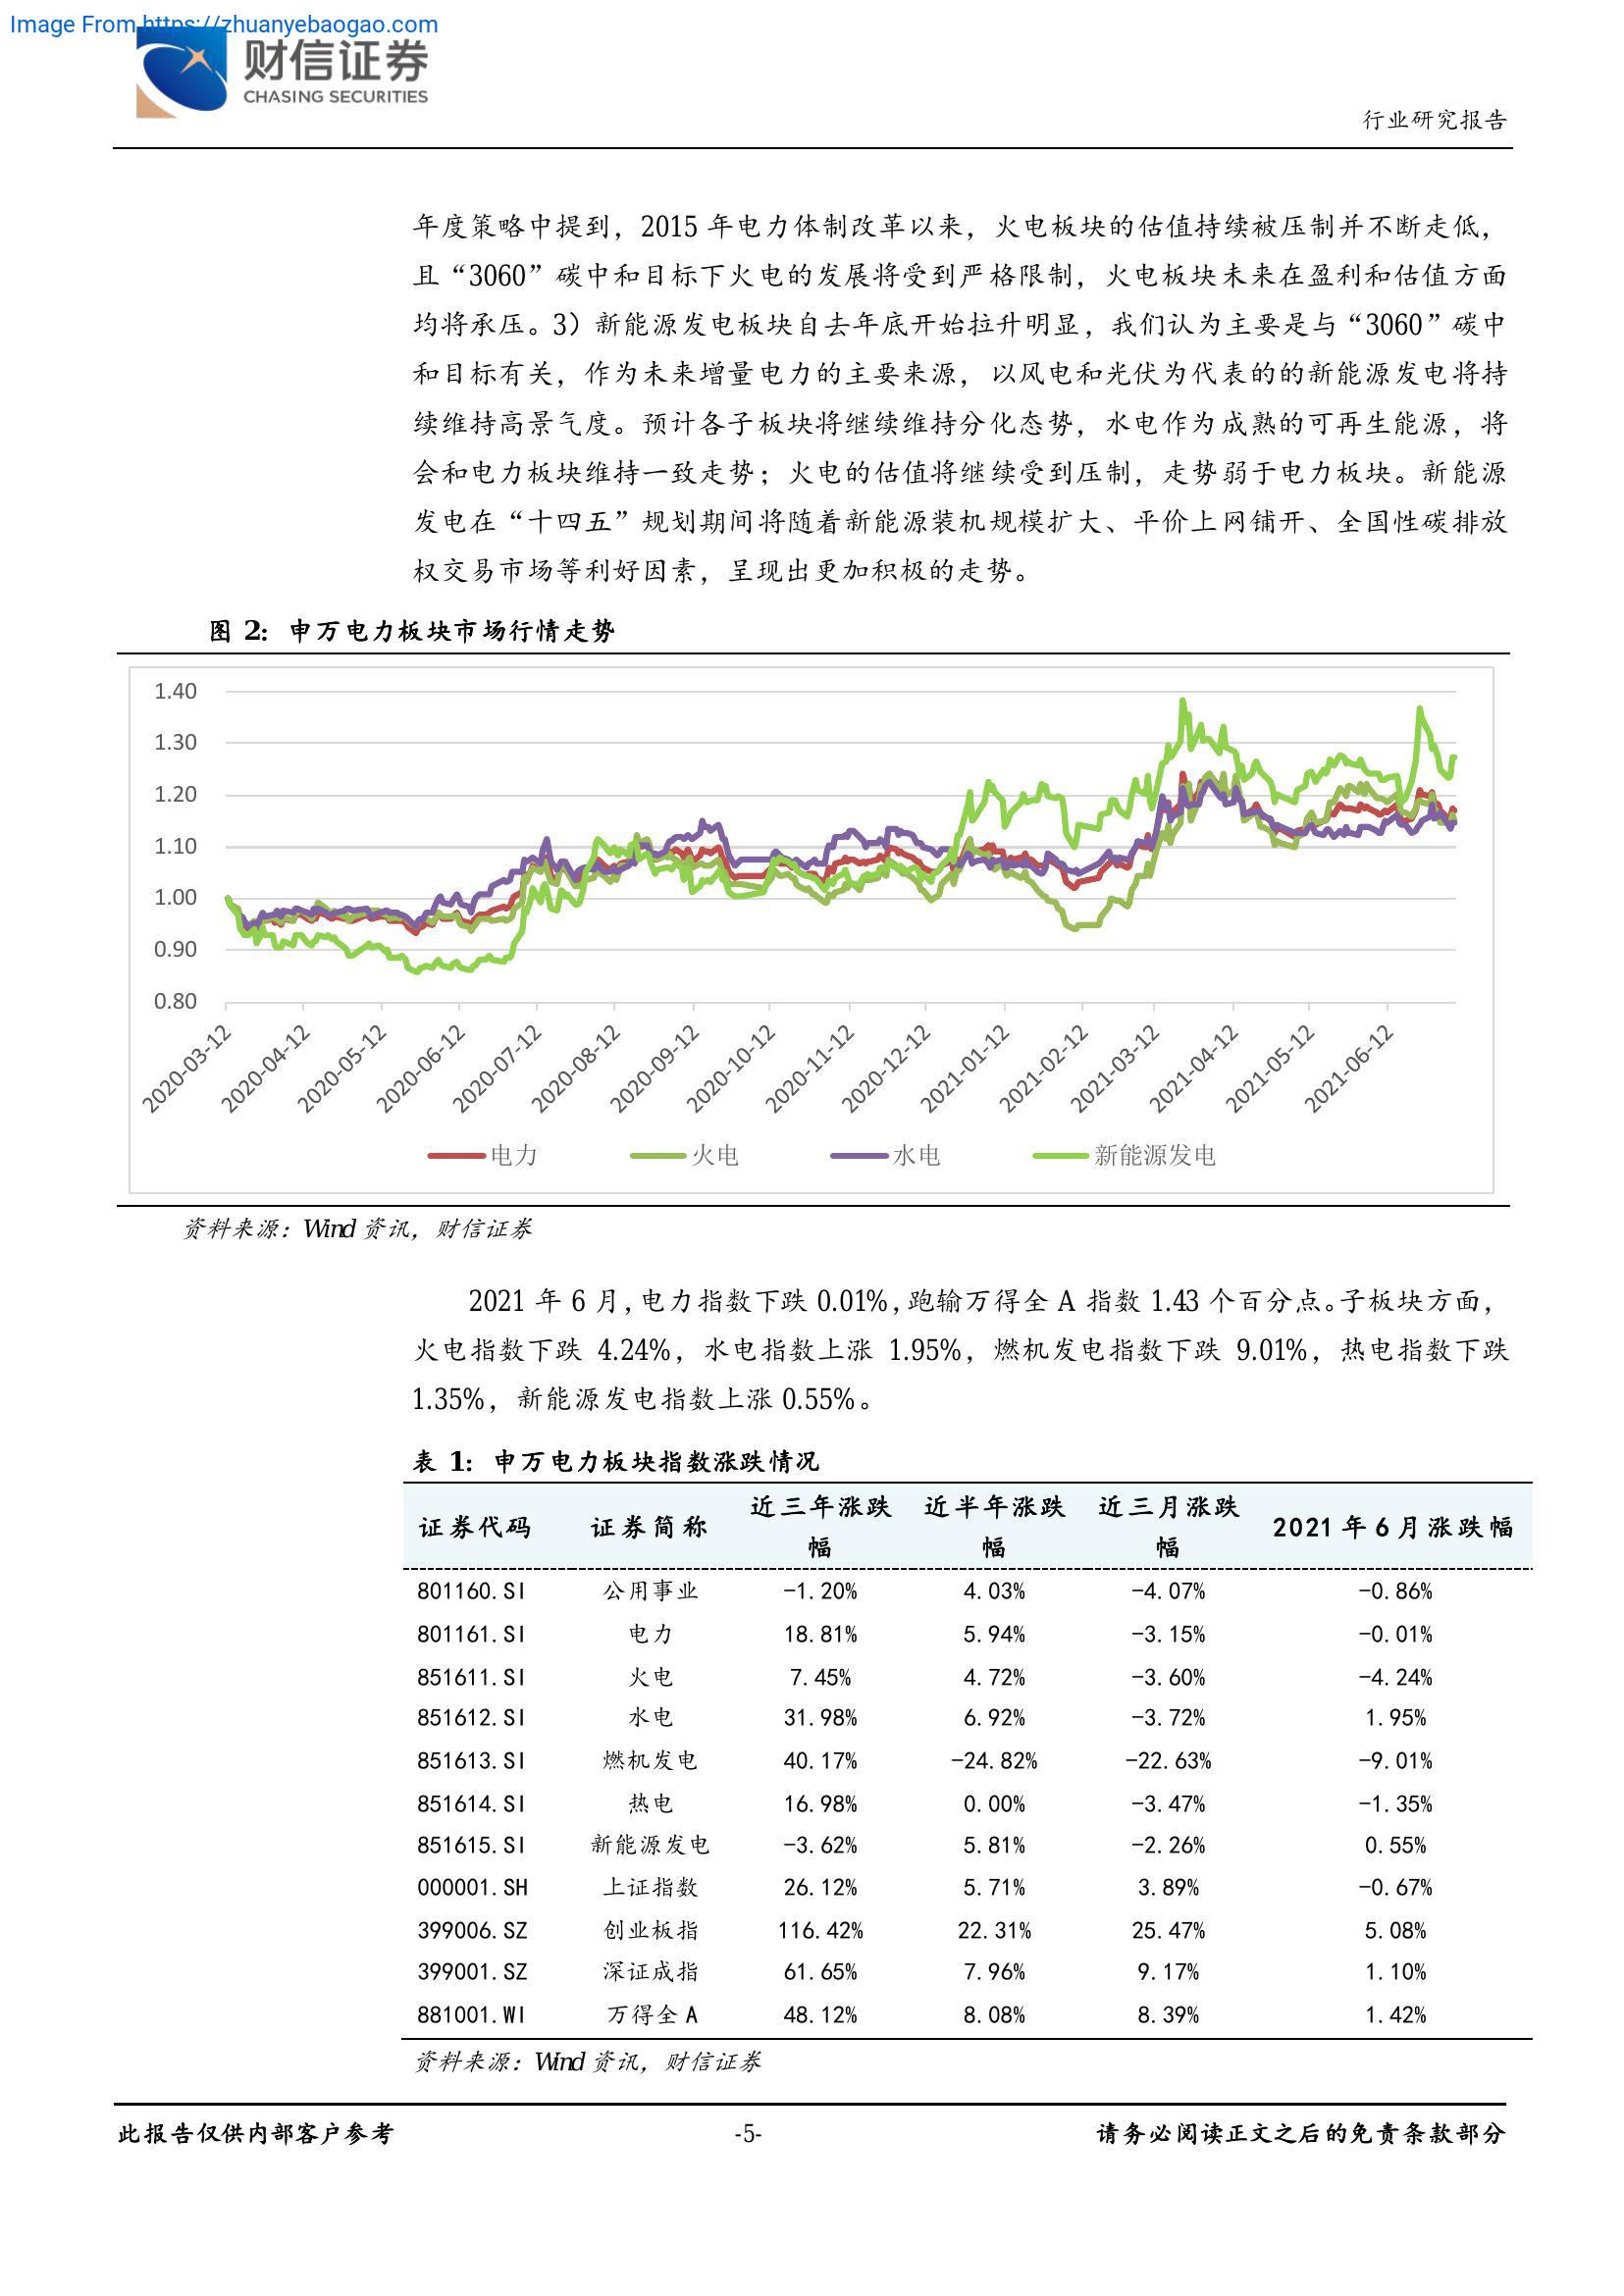 Image From https://zhuanyebaogao.com
财信证券
CHASING SECURITIES
行业研究报告
年度策略中提到，2015 年电力体制改革以来，火电板块的估值持续被压制并不断走低，
且“3060”碳中和目标下火电的发展将受到严格限制，火电板块未来在盈利和估值方面
均将承压。3）新能源发电板块自去年底开始拉升明显，我们认为主要是与“3060”碳中
和目标有关，作为未来增量电力的主要来源，以风电和光伏为代表的的新能源发电将持
续维持高景气度。预计各子板块将继续维持分化态势，水电作为成熟的可再生能源，将
会和电力板块维持一致走势；火电的估值将继续受到压制，走势弱于电力板块。新能源
发电在“十四五”规划期间将随着新能源装机规模扩大、平价上网铺开、全国性碳排放
权交易市场等利好因素，呈现出更加积极的走势。
图 2：申万电力板块市场行情走势
1.40
1.30
1.20
1.10
1.00
0.90
0.80
2020-03-12 2020-04-12 2020-05-12 2020-06-12 2020-07-12 2020-08-12 2020-09-12 2020-10-12 2020-11-12 2020-12-12 2021-01-12 2021-02-12 2021-03-12 2021-04-12 2021-05-12 2021-06-12
电力 火电 水电 新能源发电
资料来源：Wind 资讯，财信证券
2021 年 6 月，电力指数下跌 0.01%，跑输万得全 A 指数 1.43 个百分点。子板块方面，
火电指数下跌 4.24%，水电指数上涨 1.95%，燃机发电指数下跌 9.01%，热电指数下跌
1.35%，新能源发电指数上涨 0.55%。
表 1：申万电力板块指数涨跌情况
证券代码 证券简称 近三年涨跌幅 近半年涨跌幅 近三月涨跌幅 2021 年 6 月涨跌幅
801160.SI 公用事业 -1.20% 4.03% -4.07% -0.86%
801161.SI 电力 18.81% 5.94% -3.15% -0.01%
851611.SI 火电 7.45% 4.72% -3.60% -4.24%
851612.SI 水电 31.98% 6.92% -3.72% 1.95%
851613.SI 燃机发电 40.17% -24.82% -22.63% -9.01%
851614.SI 热电 16.98% 0.00% -3.47% -1.35%
851615.SI 新能源发电 -3.62% 5.81% -2.26% 0.55%
000001.SH 上证指数 26.12% 5.71% 3.89% -0.67%
399006.SZ 创业板指 116.42% 22.31% 25.47% 5.08%
399001.SZ 深证成指 61.65% 7.96% 9.17% 1.10%
881001.WI 万得全 A 48.12% 8.08% 8.39% 1.42%
资料来源：Wind 资讯，财信证券
此报告仅供内部客户参考 -5- 请务必阅读正文之后的免责条款部分